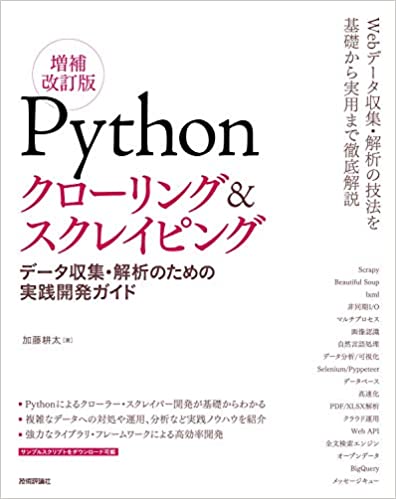 Webデータ収集・解析の技法を
基礎から実用まで徹底解説
増補
改訂版
Python
クローリング&
スクレイピング
データ収集・解析のための
実践開発ガイド
加藤耕太［著］
Scrapy
Beautiful Soup
lxml
非同期I/O
マルチプロセス
画像認識
自然言語処理
データ分析/可視化
Selenium/Pyppeteer
データベース
高速化
PDF/XLSX解析
クラウド運用
Web API
全文検索エンジン
オープンデータ
BigQuery
メッセージキュー
・Pythonによるクローラー・スクレイパー開発が基礎からわかる
・複雑なデータへの対処や運用、分析など実践ノウハウを紹介
・強力なライブラリ・フレームワークによる高効率開発
サンプルスクリプトをダウンロード可能
技術評論社